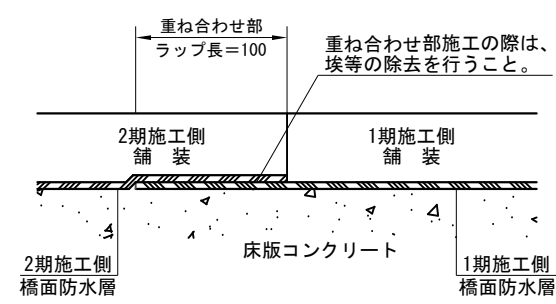 重ね合わせ部
ラップ長＝100
重ね合わせ部施工の際は、
埃等の除去を行うこと。
2期施工側
舗　装
1期施工側
舗　装
床版コンクリート
2期施工側
橋面防水層
1期施工側
橋面防水層